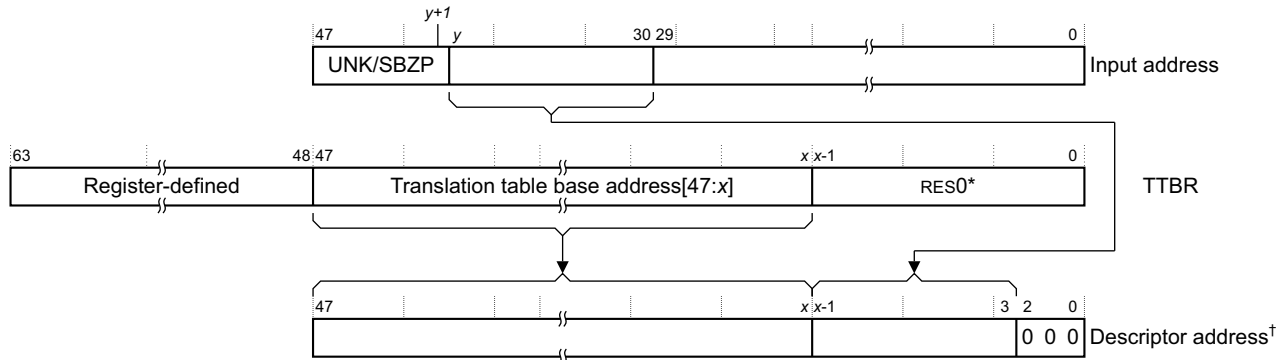 y+1
47 y 30 29 0
UNK/SBZP Input address
63 48 47 x x-1 0
Register-defined Translation table base address[47:x] RES0* TTBR
47 x x-1 3 2 0
0 0 0 Descriptor address†